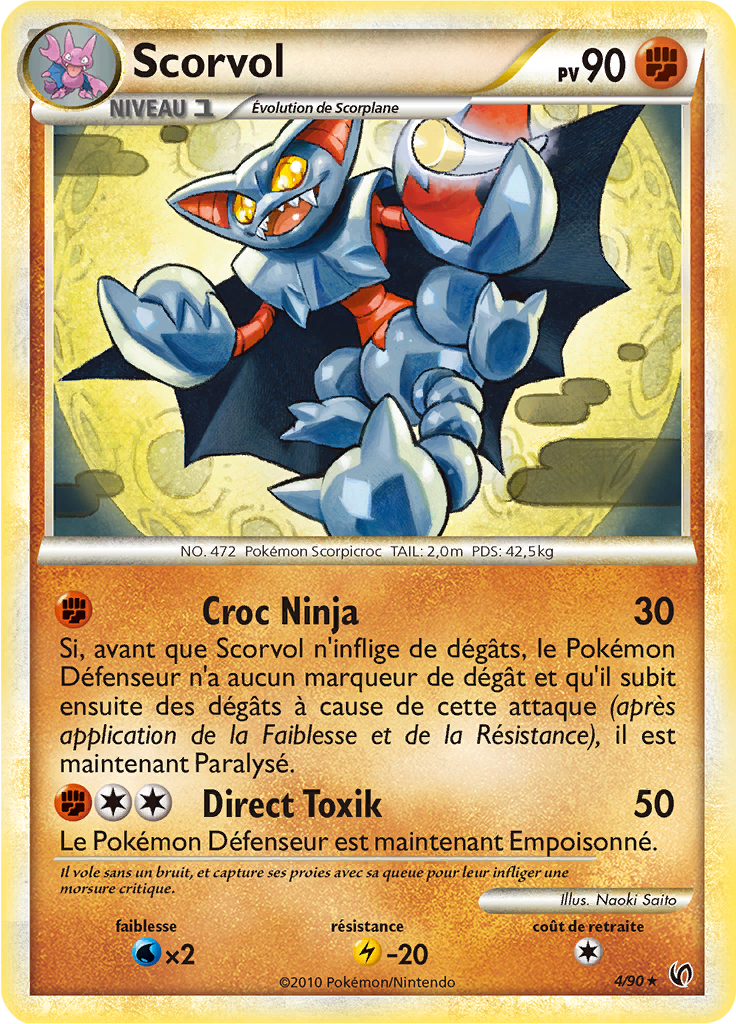 Scorvol
PV 90
NIVEAU 1
Évolution de Scorplane
NO. 472 Pokémon Scorpicroc TAIL: 2,0m PDS: 42,5kg
Croc Ninja 30
Si, avant que Scorvol n'inflige de dégâts, le Pokémon
Défenseur n'a aucun marqueur de dégât et qu'il subit
ensuite des dégâts à cause de cette attaque (après
application de la Faiblesse et de la Résistance), il est
maintenant Paralysé.
Direct Toxik 50
Le Pokémon Défenseur est maintenant Empoisonné.
Il vole sans un bruit, et capture ses proies avec sa queue pour leur infliger une
morsure critique.
Illus. Naoki Saito
faiblesse résistance coût de retraite
×2 -20
©2010 Pokémon/Nintendo
4/90 ★